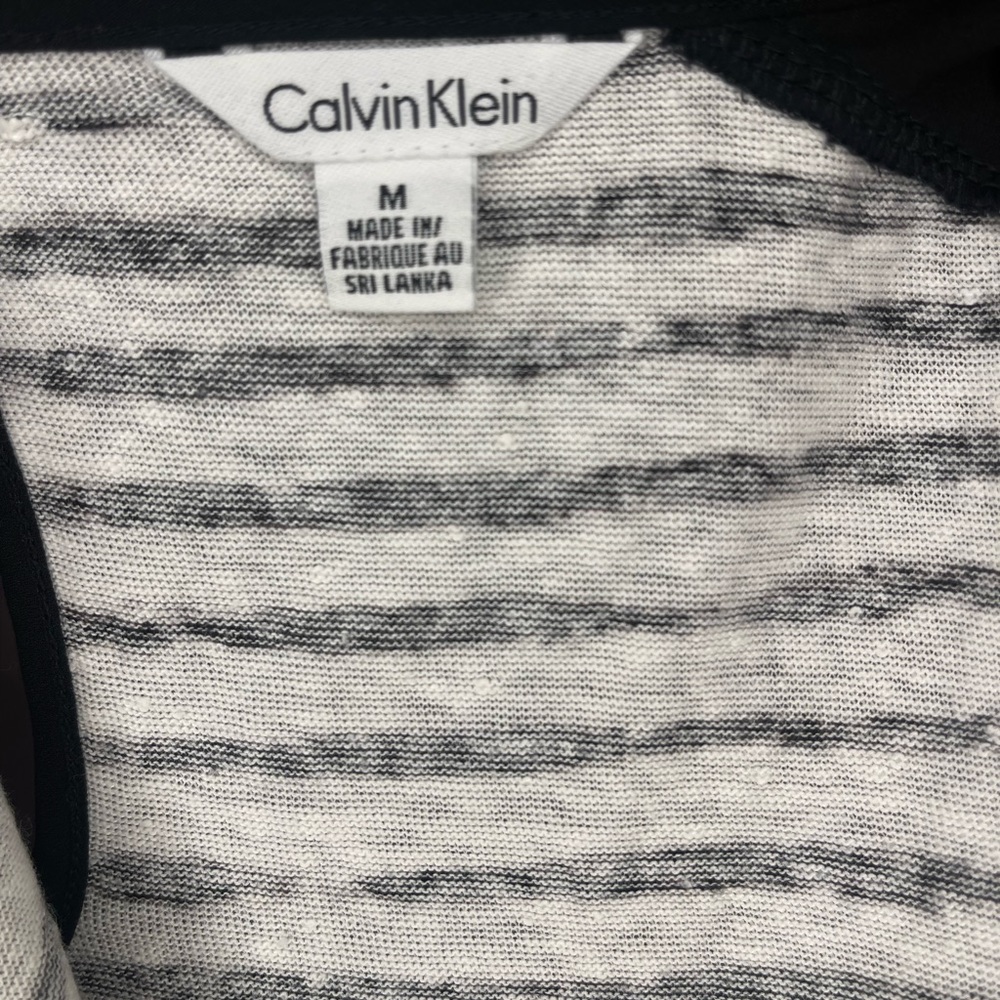 Calvin Klein
M
MADE IN/
FABRIQUE AU
SRI LANKA